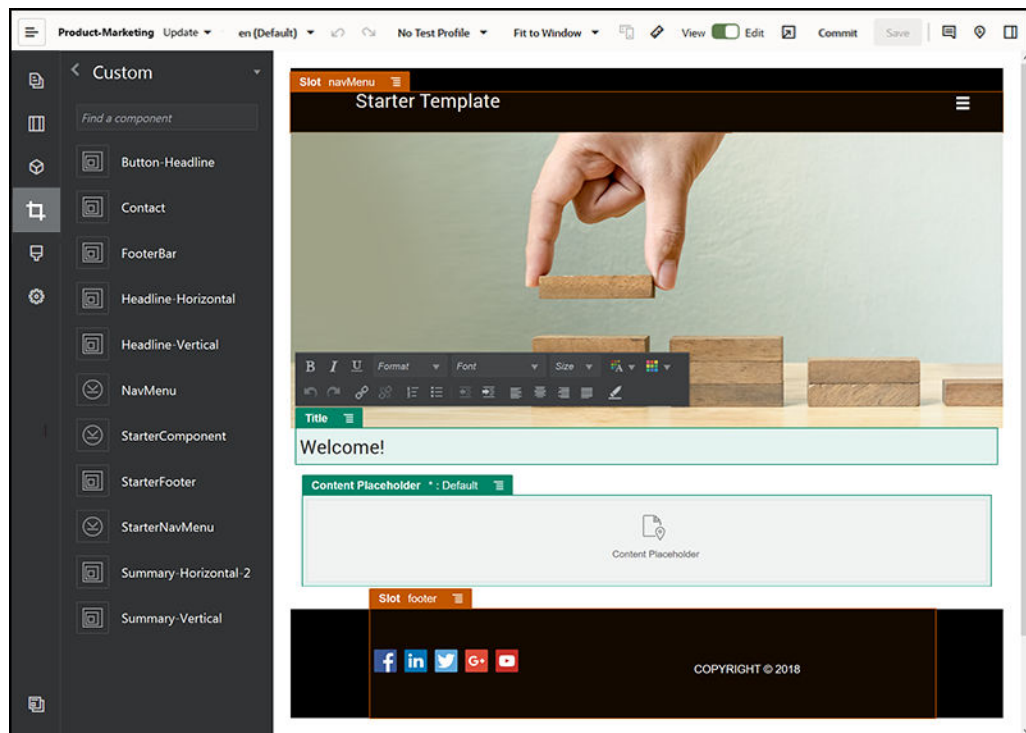 Product-Marketing Update en (Default) No Test Profile Fit to Window View Edit Commit Save
Custom
Find a component
Button-Headline
Contact
FooterBar
Headline-Horizontal
Headline-Vertical
NavMenu
StarterComponent
StarterFooter
StarterNavMenu
Summary-Horizontal-2
Summary-Vertical
Slot navMenu
Starter Template
B I U Format Font Size A
Title
Welcome!
Content Placeholder * : Default
Content Placeholder
Slot footer
f in G+
COPYRIGHT © 2018